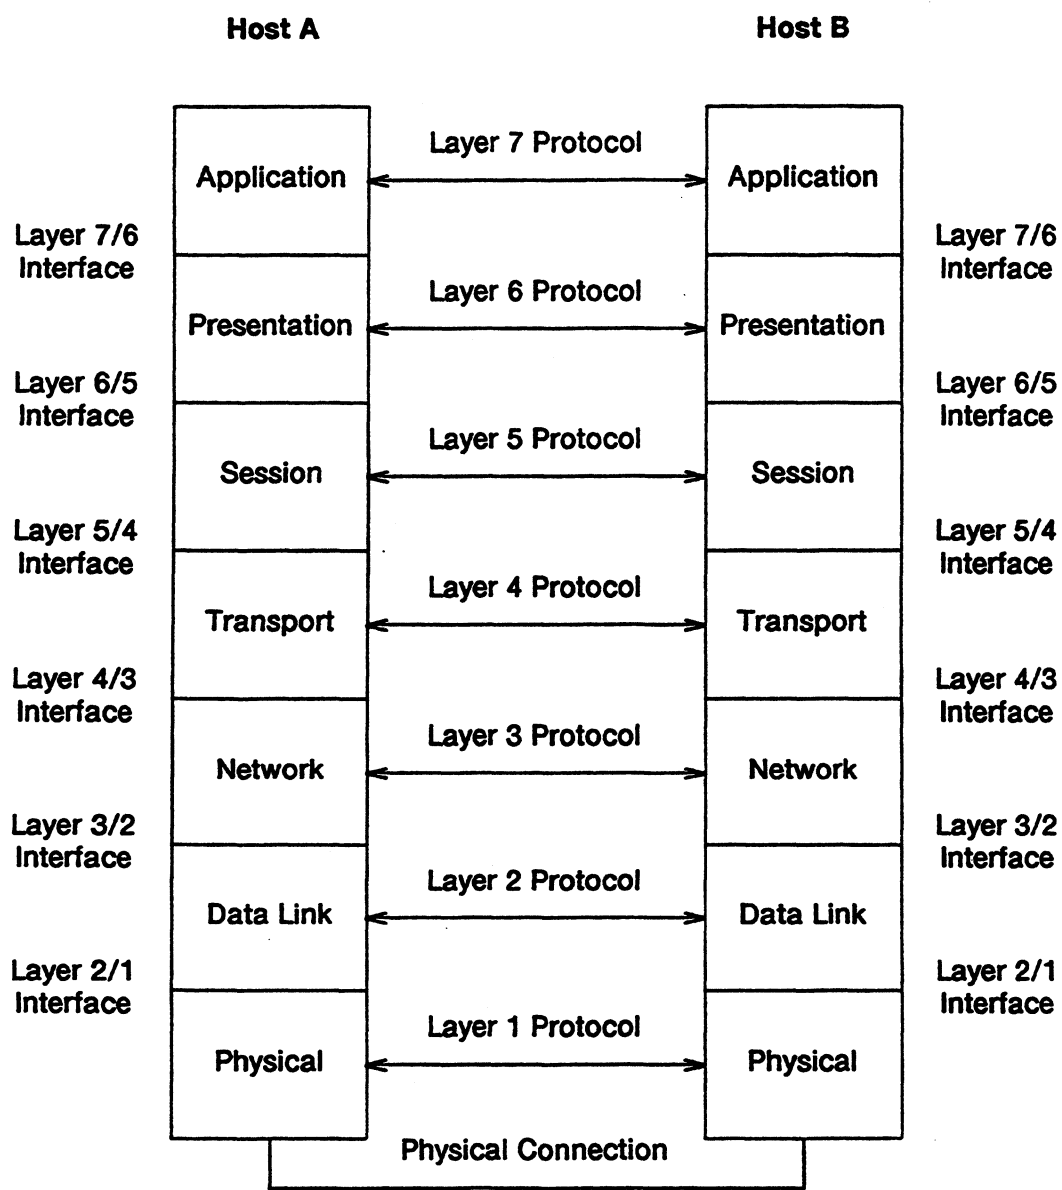 Host A
Host B
Layer 7 Protocol
Application
Application
Layer 7/6
Interface
Layer 7/6
Interface
Layer 6 Protocol
Presentation
Presentation
Layer 6/5
Interface
Layer 6/5
Interface
Layer 5 Protocol
Session
Session
Layer 5/4
Interface
Layer 5/4
Interface
Layer 4 Protocol
Transport
Transport
Layer 4/3
Interface
Layer 4/3
Interface
Layer 3 Protocol
Network
Network
Layer 3/2
Interface
Layer 3/2
Interface
Layer 2 Protocol
Data Link
Data Link
Layer 2/1
Interface
Layer 2/1
Interface
Layer 1 Protocol
Physical
Physical
Physical Connection